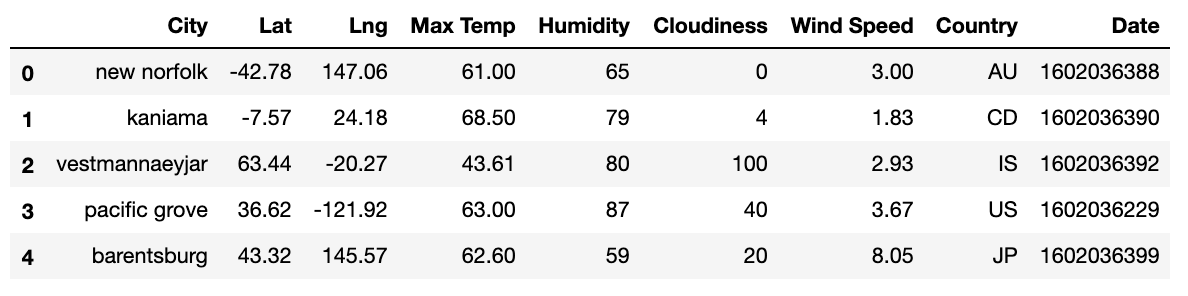 City Lat Lng Max Temp Humidity Cloudiness Wind Speed Country Date
0 new norfolk -42.78 147.06 61.00 65 0 3.00 AU 1602036388
1 kaniama -7.57 24.18 68.50 79 4 1.83 CD 1602036390
2 vestmannaeyjar 63.44 -20.27 43.61 80 100 2.93 IS 1602036392
3 pacific grove 36.62 -121.92 63.00 87 40 3.67 US 1602036229
4 barentsburg 43.32 145.57 62.60 59 20 8.05 JP 1602036399